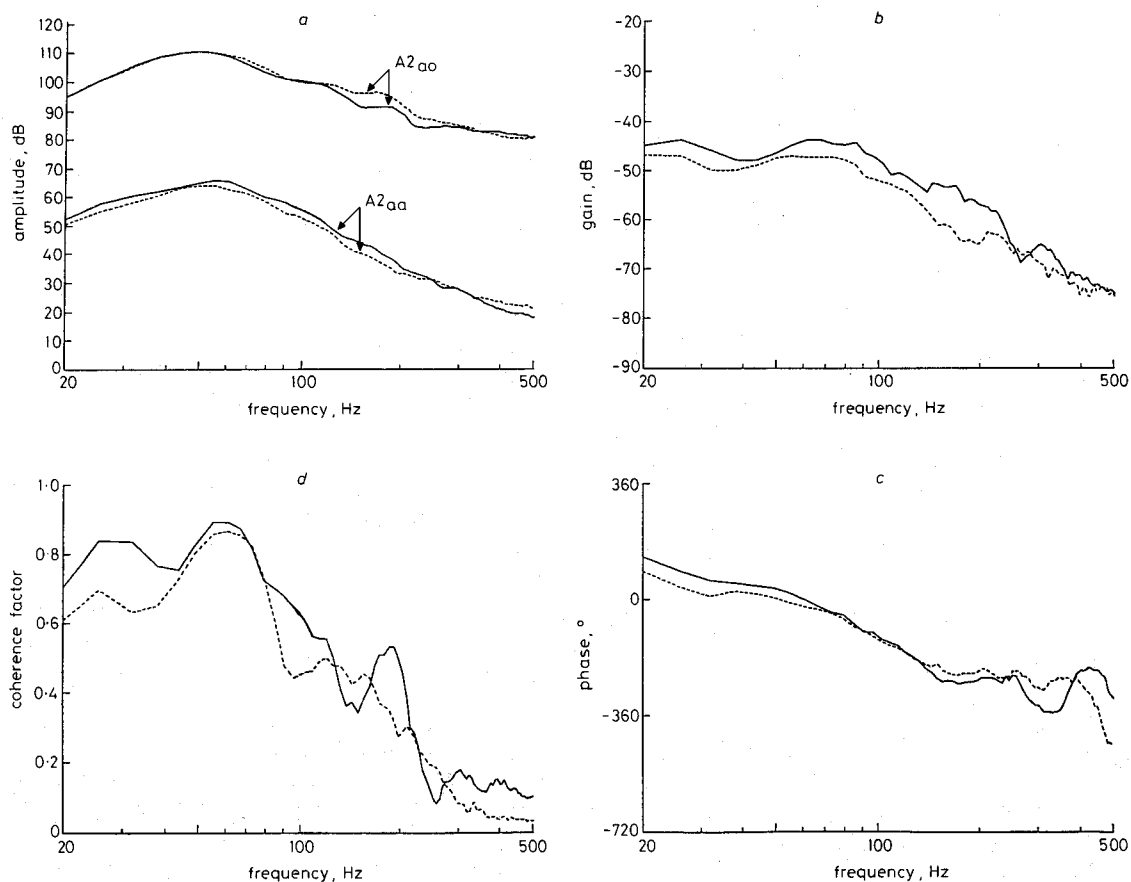 a
120
110
100
90
80
70
60
50
40
30
20
10
0
amplitude, dB
A2ao
A2aa
20 100 500
frequency, Hz
b
-20
-30
-40
-50
-60
-70
-80
-90
gain, dB
20 100 500
frequency, Hz
d
1·0
0·8
0·6
0·4
0·2
0
coherence factor
20 100 500
frequency, Hz
c
360
0
-360
-720
phase, °
20 100 500
frequency, Hz